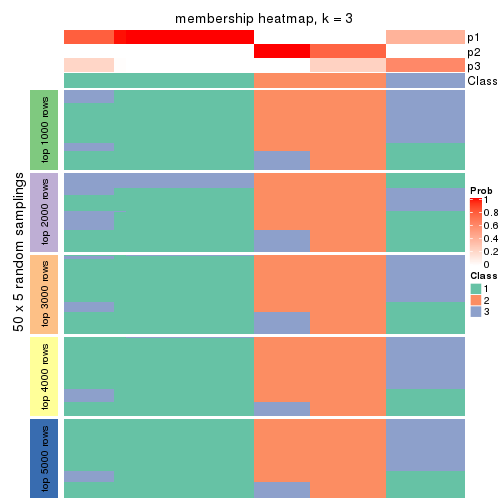 membership heatmap, k = 3
p1
p2
p3
Class
50 x 5 random samplings
top 1000 rows
top 2000 rows
top 3000 rows
top 4000 rows
top 5000 rows
Prob
1
0.8
0.6
0.4
0.2
0
Class
1
2
3